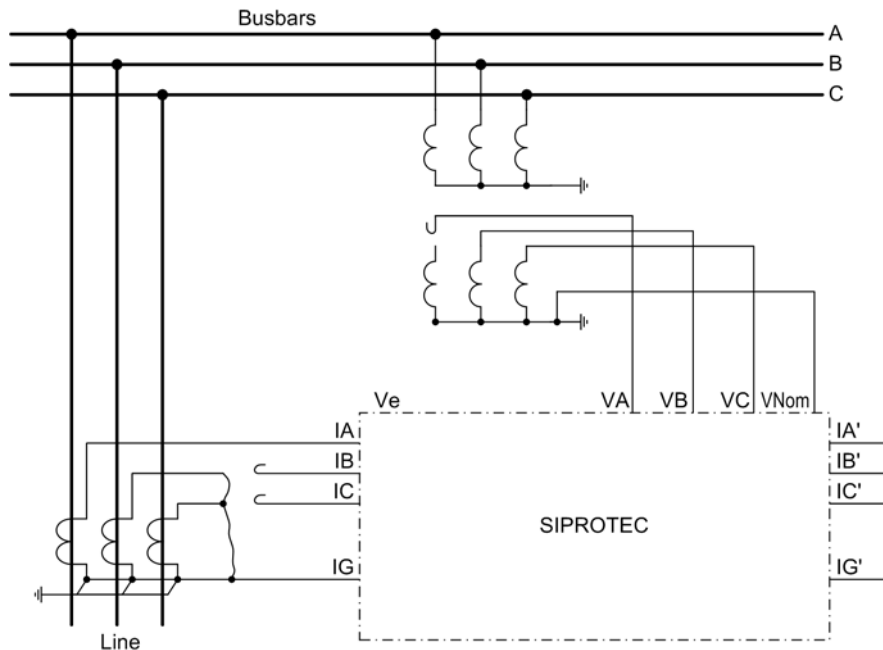 Busbars
A
B
C
Ve
VA
VB
VC
VNom
IA
IA'
IB
IB'
IC
IC'
SIPROTEC
IG
IG'
Line